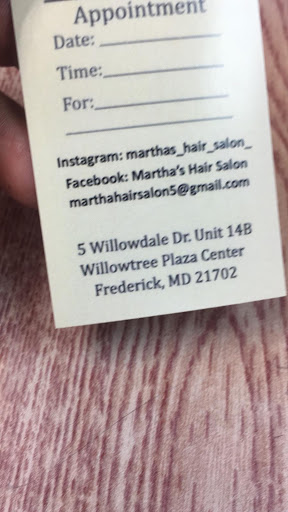 Appointment
Date:
Time:
For:
Instagram: marthas_hair_salon_
Facebook: Martha's Hair Salon
marthahairsalon5@gmail.com
5 Willowdale Dr. Unit 14B
Willowtree Plaza Center
Frederick, MD 21702